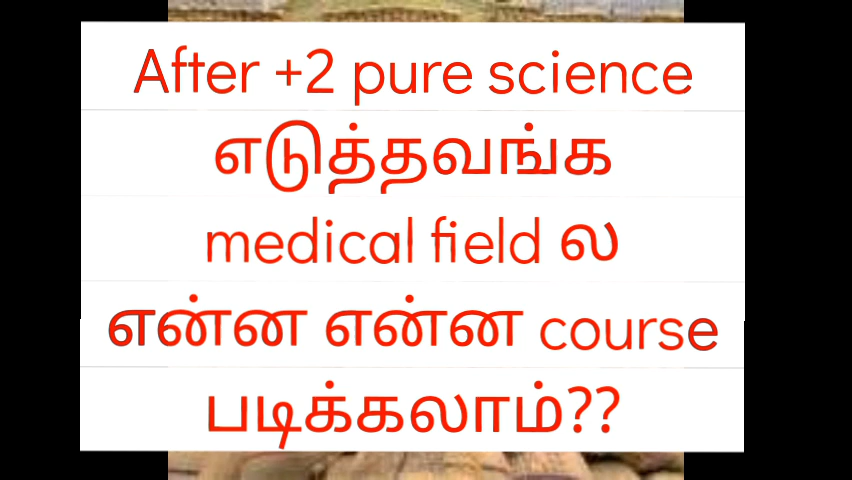 After +2 pure science
எடுத்தவங்க
medical field ல
என்ன என்ன course
படிக்கலாம்??